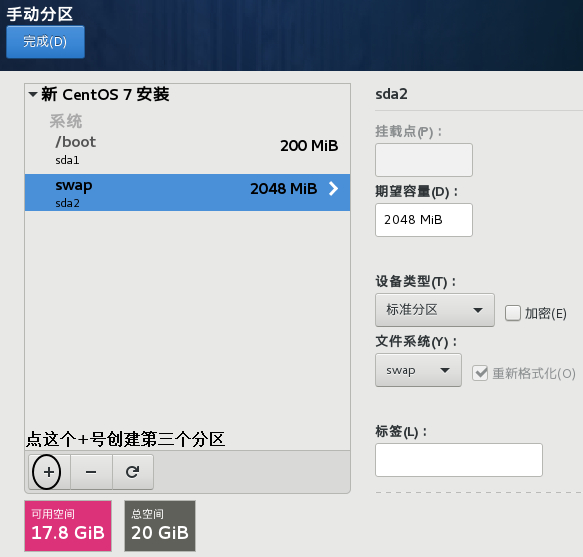 手动分区
完成(D)
新 CentOS 7 安装
系统
/boot
200 MiB
sda1
swap
2048 MiB
sda2
点这个+号创建第三个分区
可用空间
17.8 GiB
总空间
20 GiB
sda2
挂载点(P)：
期望容量(D)：
2048 MiB
设备类型(T)：
标准分区
加密(E)
文件系统(Y)：
swap
重新格式化(O)
标签(L)：